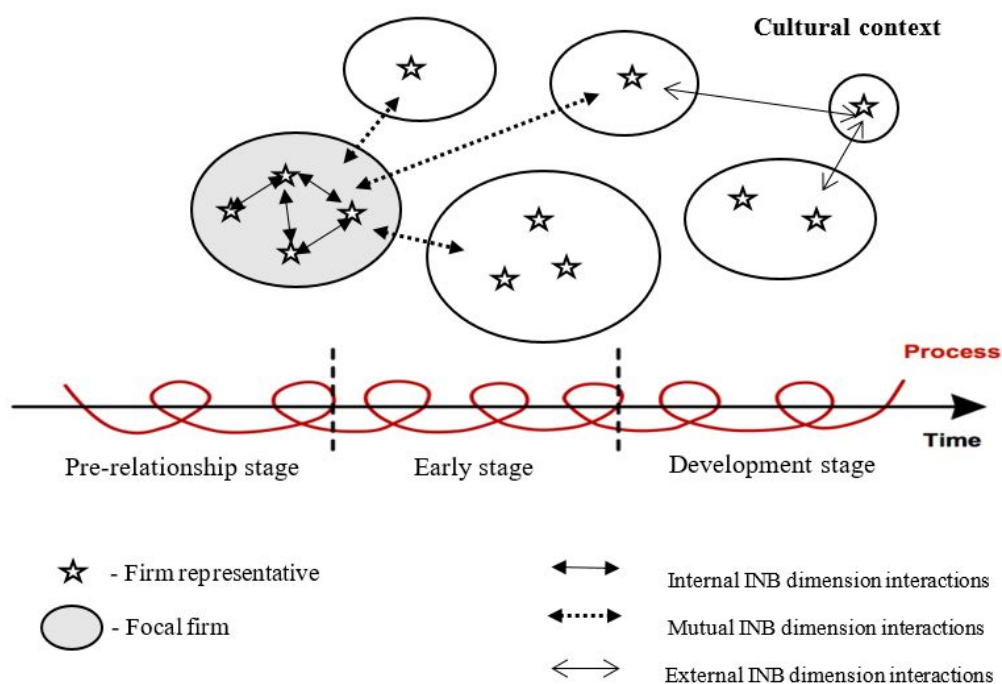 Cultural context
Process
Time
Pre-relationship stage
Early stage
Development stage
- Firm representative
- Focal firm
Internal INB dimension interactions
Mutual INB dimension interactions
External INB dimension interactions